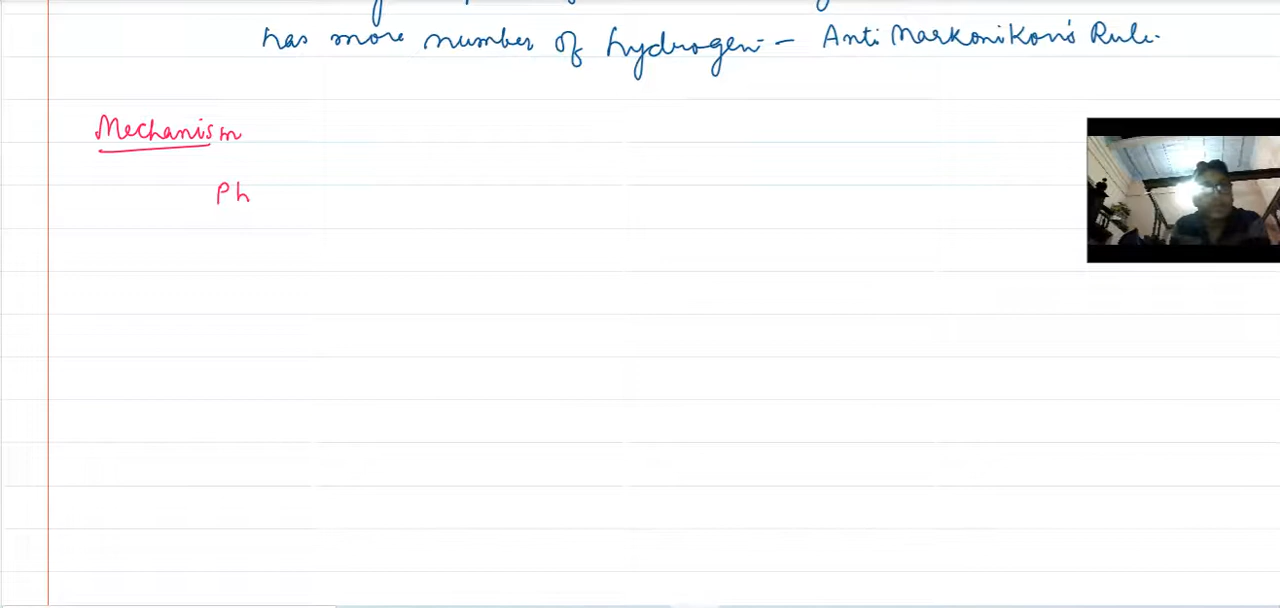 has more number of hydrogen - Anti Markonikon's Rule.
Mechanism
Ph